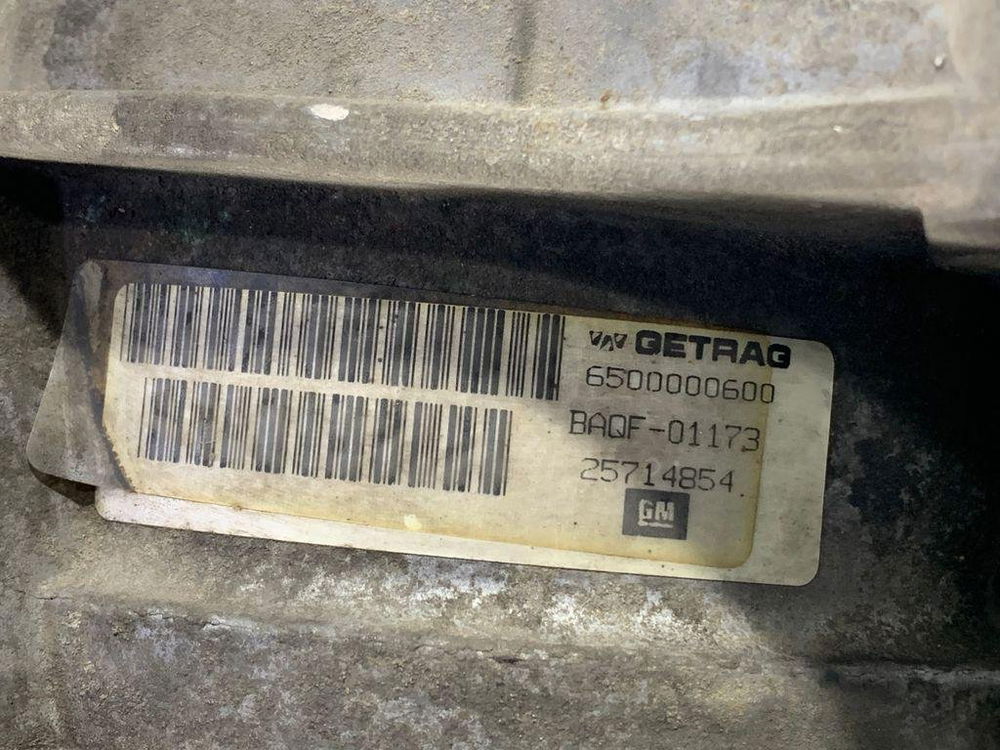 GETRAG
6500000600
BAQF-01173
25714854
GM